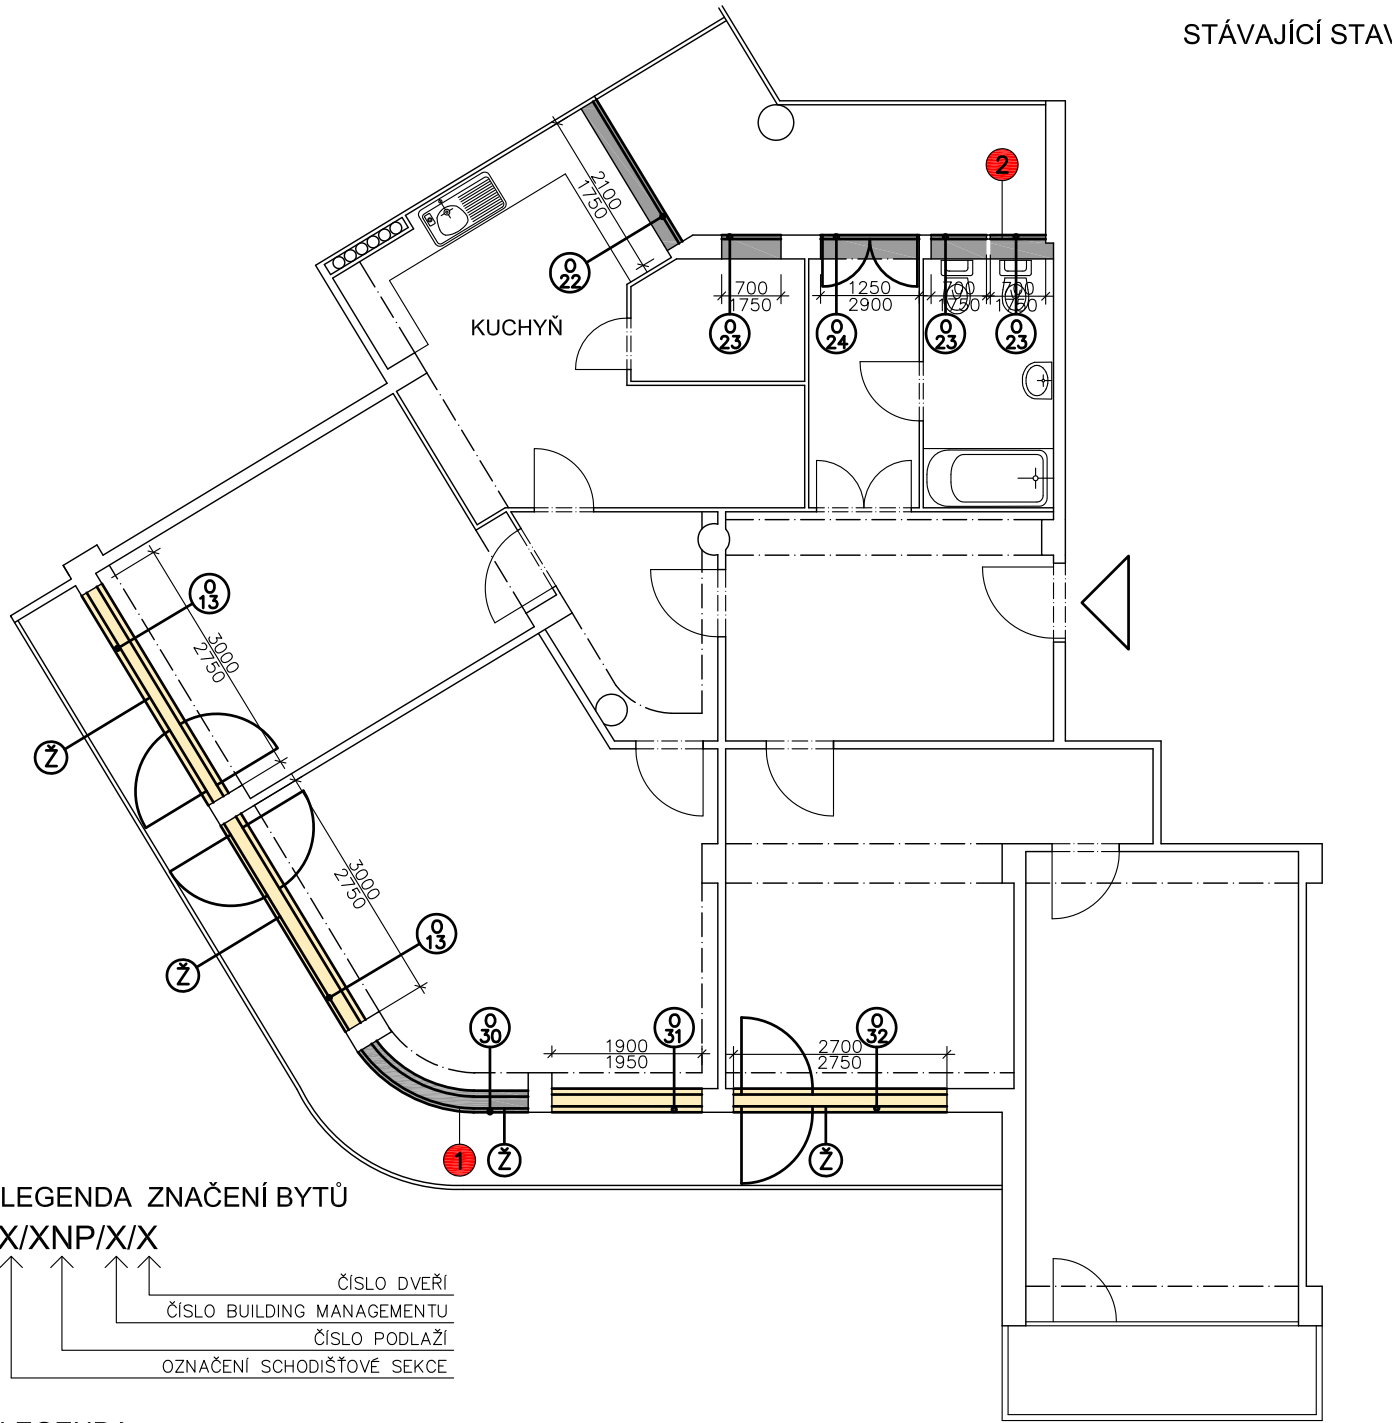 STÁVAJÍCÍ STAV
2
2100
1750
O
22
700
1750
1250
2900
700
1750
700
1750
KUCHYŇ
O
23
O
24
O
23
O
23
O
13
3000
2750
Ž
3000
2750
O
13
Ž
O
30
O
31
O
32
1900
1950
2700
2750
1
Ž
Ž
LEGENDA ZNAČENÍ BYTŮ
X/XNP/X/X
ČÍSLO DVEŘÍ
ČÍSLO BUILDING MANAGEMENTU
ČÍSLO PODLAŽÍ
OZNAČENÍ SCHODIŠŤOVÉ SEKCE